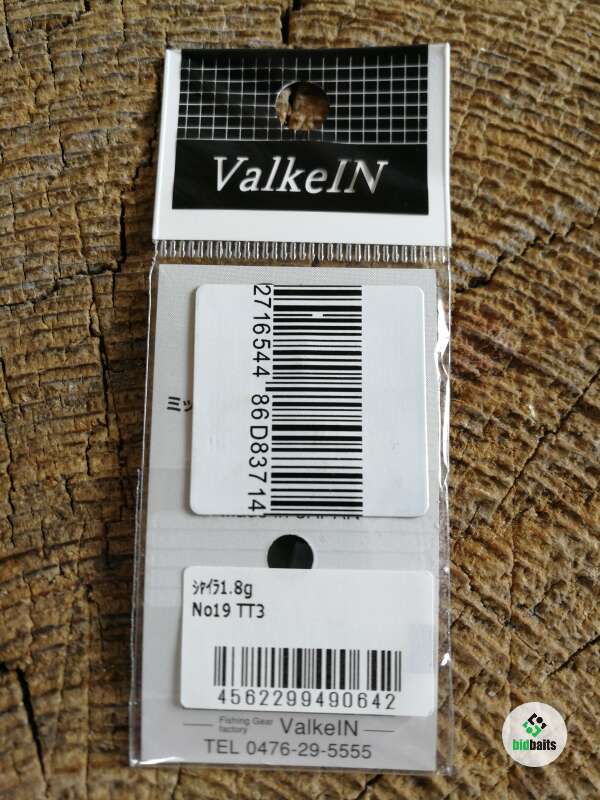 ValkeIN
2716544 86D83714
ｼｬｲﾗ1.8g
No19 TT3
4562299490642
Fishing Gear
factory
ValkeIN
TEL 0476-29-5555
bidbaits